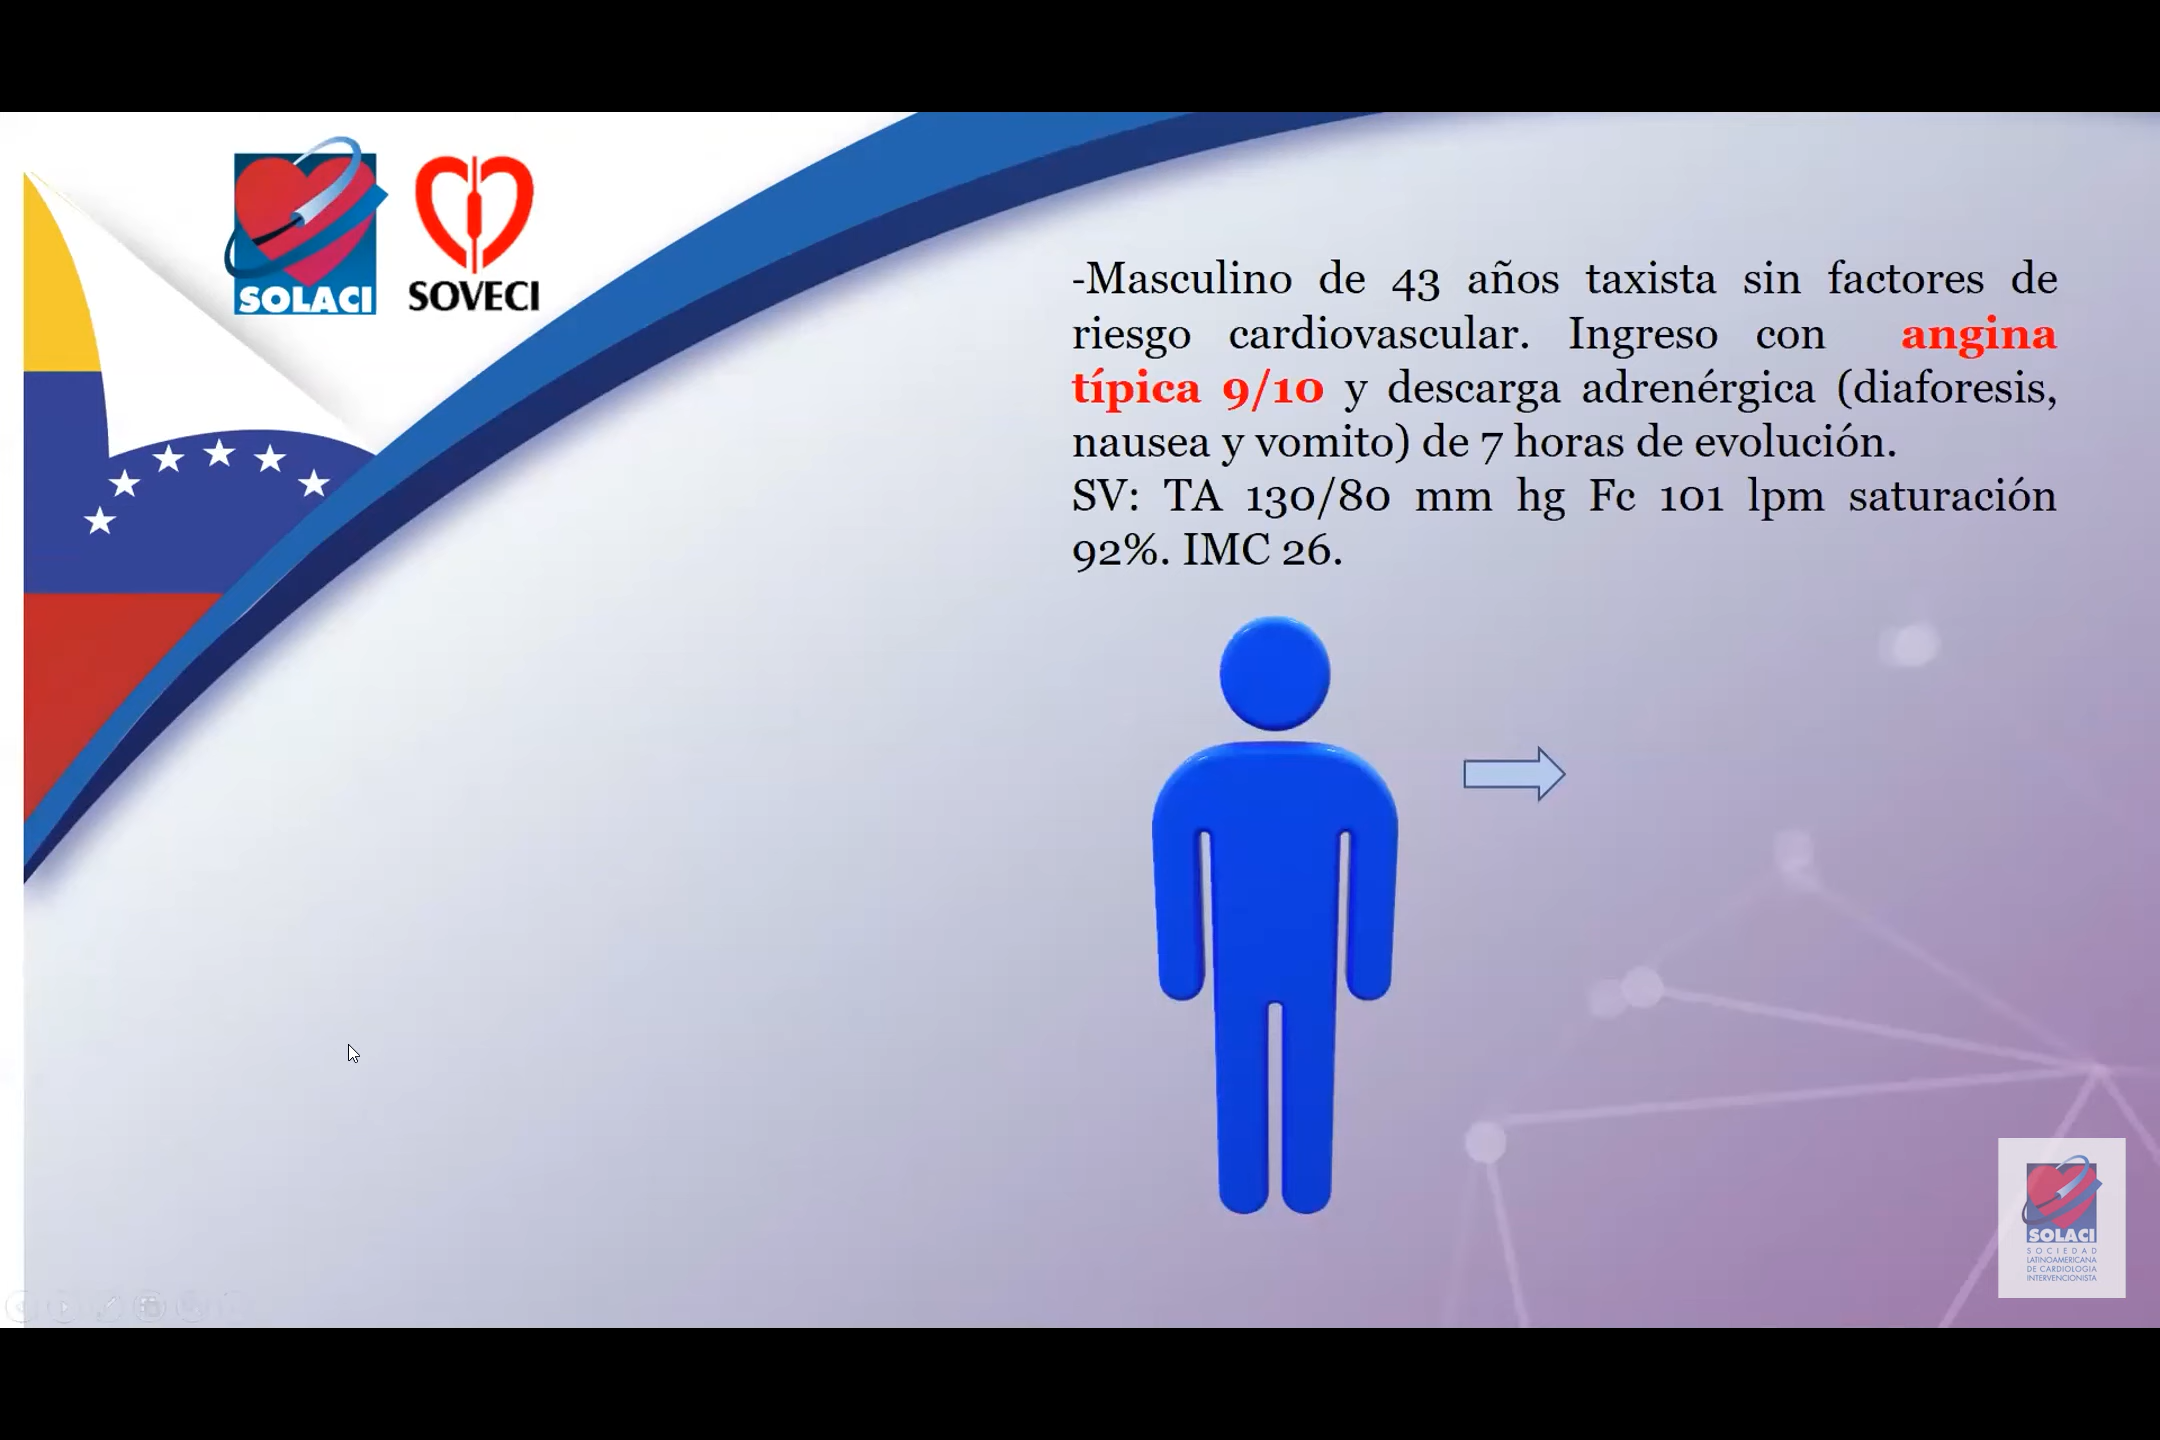 SOLACI
SOVECI
-Masculino de 43 años taxista sin factores de
riesgo cardiovascular. Ingreso con angina
típica 9/10 y descarga adrenérgica (diaforesis,
nausea y vomito) de 7 horas de evolución.
SV: TA 130/80 mm hg Fc 101 lpm saturación
92%. IMC 26.
SOLACI
SOCIEDAD
LATINOAMERICANA
DE CARDIOLOGIA
INTERVENCIONISTA